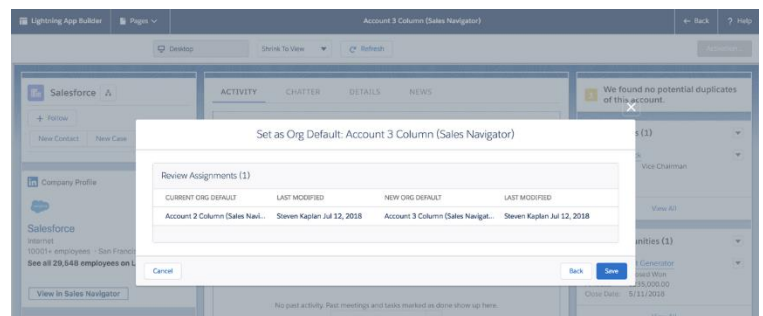 Lightning App Builder
Pages
Account 3 Column (Sales Navigator)
Back
? Help
Desktop
Shrink To View
Refresh
Salesforce
ACTIVITY
CHATTER
DETAILS
NEWS
We found no potential duplicates
of this account.
+ Follow
New Contact
New Case
Set as Org Default: Account 3 Column (Sales Navigator)
s (1)
Vice Chairman
View All
Company Profile
Review Assignments (1)
CURRENT ORG DEFAULT
LAST MODIFIED
NEW ORG DEFAULT
LAST MODIFIED
Account 2 Column (Sales Navi...
Steven Kaplan Jul 12, 2018
Account 3 Column (Sales Navigat...
Steven Kaplan Jul 12, 2018
Salesforce
Internet
10001+ employees · San Francis
See all 29,548 employees on L
unities (1)
Generator
Close Date: 5/11/2018
Cancel
Back
Save
View in Sales Navigator
No past activity. Past meetings and tasks marked as done show up here.